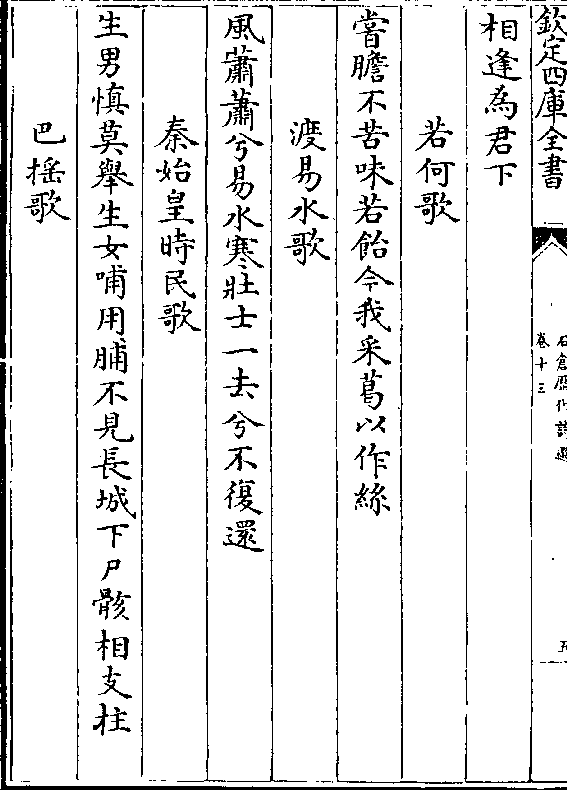 欽定四庫全書
石倉歷代詩選
卷十三
五
相逢為君下
若何歌
嘗膽不苦味若飴今我采葛以作絲
渡易水歌
風蕭蕭兮易水寒壯士一去兮不復還
秦始皇時民歌
生男慎莫舉生女哺用脯不見長城下尸骸相支柱
巴謡歌